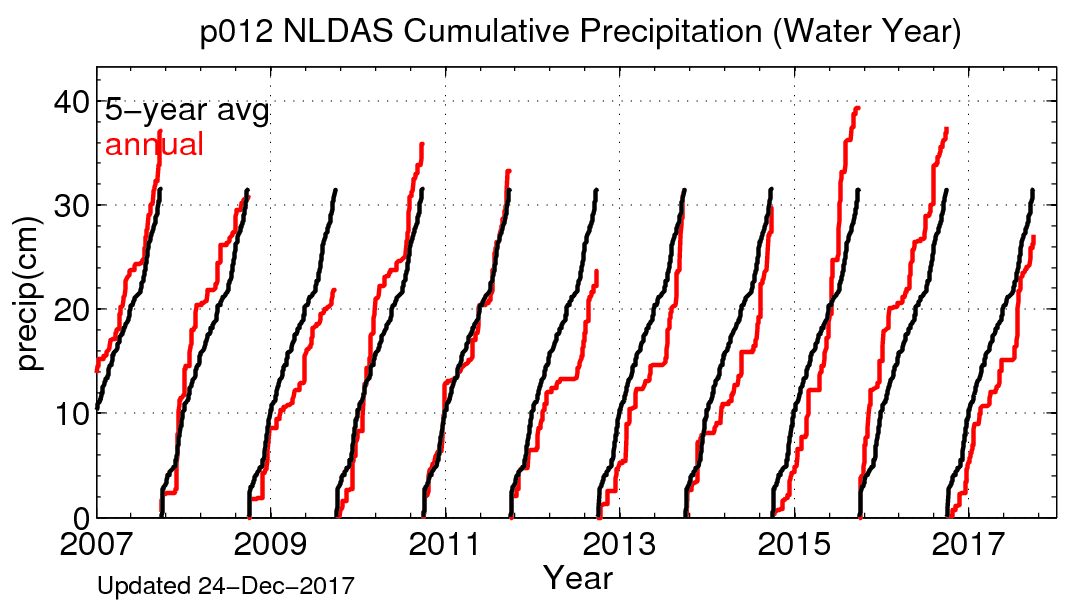 p012 NLDAS Cumulative Precipitation (Water Year)
40
5−year avg
annual
30
precip(cm)
20
10
0
2007 2009 2011 2013 2015 2017
Year
Updated 24−Dec−2017